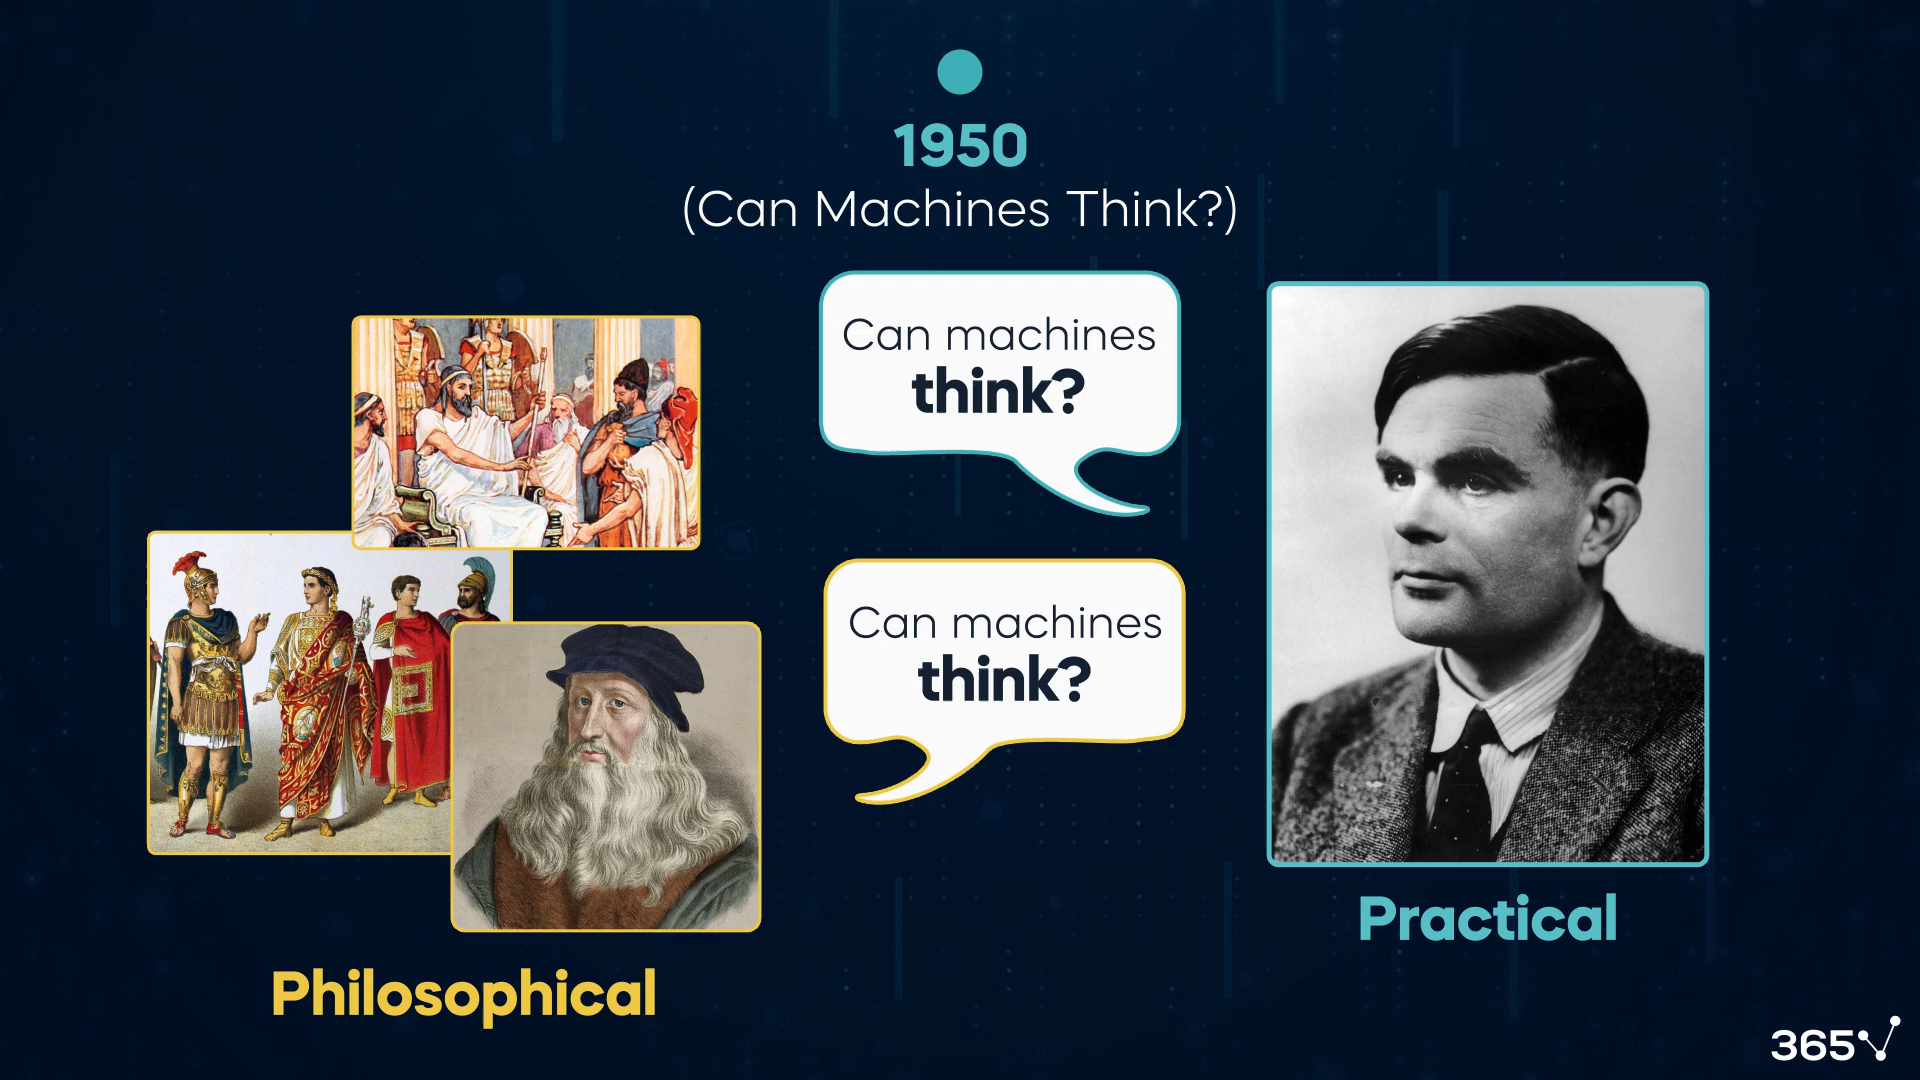 1950
(Can Machines Think?)
Can machines
think?
Can machines
think?
Practical
Philosophical
365